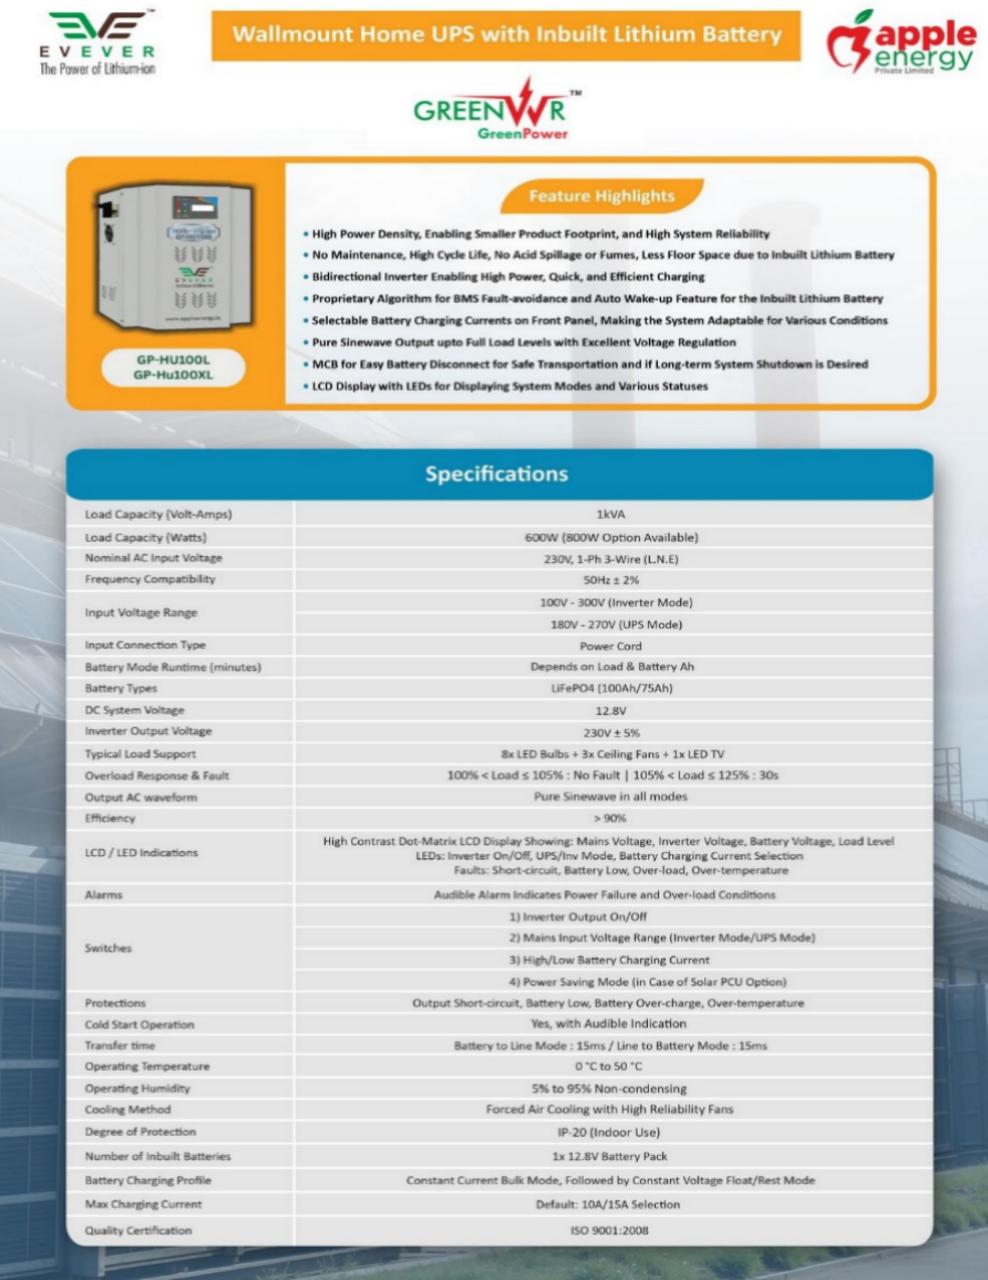 EVEVER
The Power of Lithium-ion
Wallmount Home UPS with Inbuilt Lithium Battery
apple
energy
Private Limited
GREENWR™
GreenPower
Feature Highlights
• High Power Density, Enabling Smaller Product Footprint, and High System Reliability
• No Maintenance, High Cycle Life, No Acid Spillage or Fumes, Less Floor Space due to Inbuilt Lithium Battery
• Bidirectional Inverter Enabling High Power, Quick, and Efficient Charging
• Proprietary Algorithm for BMS Fault-avoidance and Auto Wake-up Feature for the Inbuilt Lithium Battery
• Selectable Battery Charging Currents on Front Panel, Making the System Adaptable for Various Conditions
• Pure Sinewave Output upto Full Load Levels with Excellent Voltage Regulation
• MCB for Easy Battery Disconnect for Safe Transportation and if Long-term System Shutdown is Desired
• LCD Display with LEDs for Displaying System Modes and Various Statuses
EVEVER
GP-HU100L
GP-Hu100XL
Specifications
Load Capacity (Volt-Amps) 1kVA
Load Capacity (Watts) 600W (800W Option Available)
Nominal AC Input Voltage 230V, 1-Ph 3-Wire (L.N.E)
Frequency Compatibility 50Hz ± 2%
Input Voltage Range 100V - 300V (Inverter Mode)
180V - 270V (UPS Mode)
Input Connection Type Power Cord
Battery Mode Runtime (minutes) Depends on Load & Battery Ah
Battery Types LiFePO4 (100Ah/75Ah)
DC System Voltage 12.8V
Inverter Output Voltage 230V ± 5%
Typical Load Support 8x LED Bulbs + 3x Ceiling Fans + 1x LED TV
Overload Response & Fault 100% < Load ≤ 105% : No Fault | 105% < Load ≤ 125% : 30s
Output AC waveform Pure Sinewave in all modes
Efficiency > 90%
LCD / LED Indications High Contrast Dot-Matrix LCD Display Showing: Mains Voltage, Inverter Voltage, Battery Voltage, Load Level
LEDs: Inverter On/Off, UPS/Inv Mode, Battery Charging Current Selection
Faults: Short-circuit, Battery Low, Over-load, Over-temperature
Alarms Audible Alarm Indicates Power Failure and Over-load Conditions
Switches 1) Inverter Output On/Off
2) Mains Input Voltage Range (Inverter Mode/UPS Mode)
3) High/Low Battery Charging Current
4) Power Saving Mode (in Case of Solar PCU Option)
Protections Output Short-circuit, Battery Low, Battery Over-charge, Over-temperature
Cold Start Operation Yes, with Audible Indication
Transfer time Battery to Line Mode : 15ms / Line to Battery Mode : 15ms
Operating Temperature 0 °C to 50 °C
Operating Humidity 5% to 95% Non-condensing
Cooling Method Forced Air Cooling with High Reliability Fans
Degree of Protection IP-20 (Indoor Use)
Number of Inbuilt Batteries 1x 12.8V Battery Pack
Battery Charging Profile Constant Current Bulk Mode, Followed by Constant Voltage Float/Rest Mode
Max Charging Current Default: 10A/15A Selection
Quality Certification ISO 9001:2008